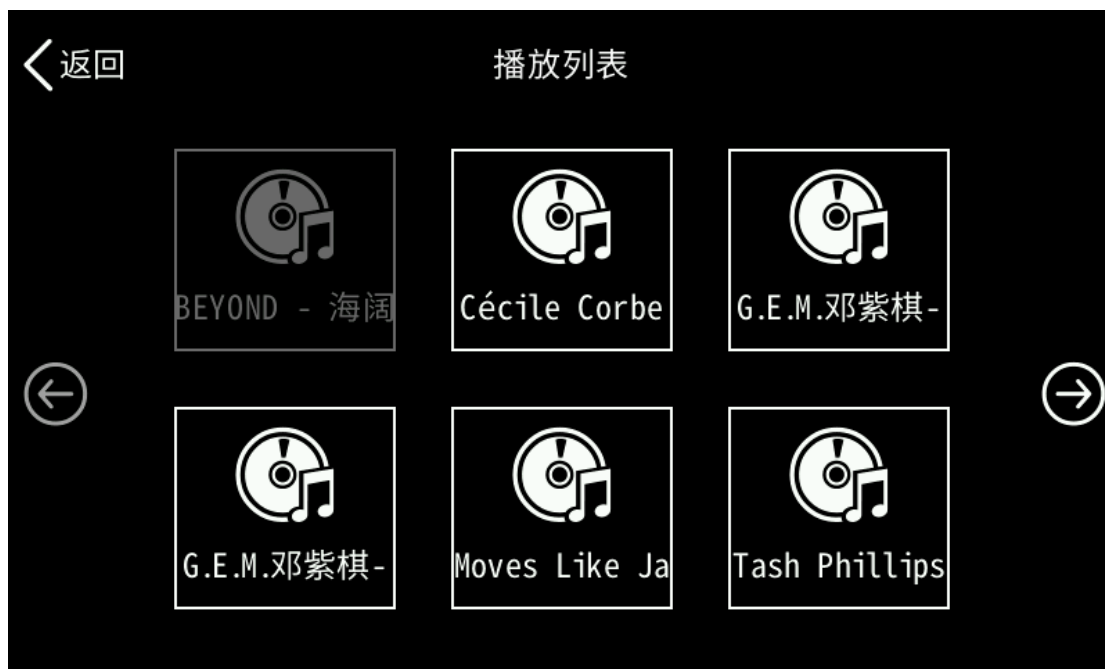 返回
播放列表
BEYOND - 海阔
Cécile Corbe
G.E.M.邓紫棋-
G.E.M.邓紫棋-
Moves Like Ja
Tash Phillips